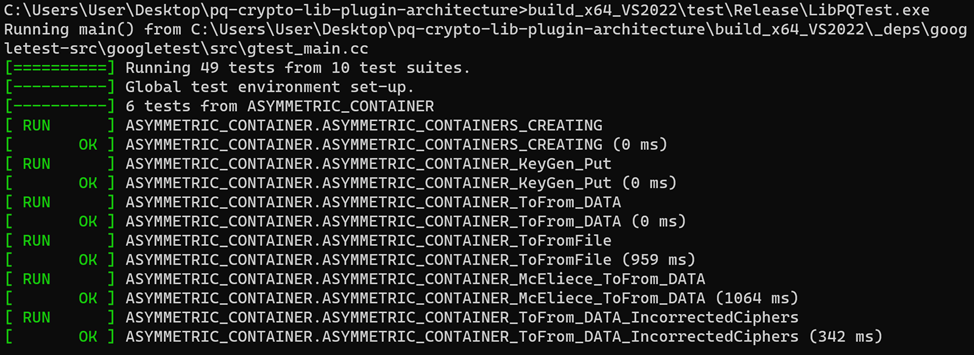 C:\Users\User\Desktop\pq-crypto-lib-plugin-architecture>build_x64_VS2022\test\Release\LibPQTest.exe
Running main() from C:\Users\User\Desktop\pq-crypto-lib-plugin-architecture\build_x64_VS2022\_deps\goog
letest-src\googletest\src\gtest_main.cc
[==========] Running 49 tests from 10 test suites.
[----------] Global test environment set-up.
[----------] 6 tests from ASYMMETRIC_CONTAINER
[ RUN      ] ASYMMETRIC_CONTAINER.ASYMMETRIC_CONTAINERS_CREATING
[       OK ] ASYMMETRIC_CONTAINER.ASYMMETRIC_CONTAINERS_CREATING (0 ms)
[ RUN      ] ASYMMETRIC_CONTAINER.ASYMMETRIC_CONTAINER_KeyGen_Put
[       OK ] ASYMMETRIC_CONTAINER.ASYMMETRIC_CONTAINER_KeyGen_Put (0 ms)
[ RUN      ] ASYMMETRIC_CONTAINER.ASYMMETRIC_CONTAINER_ToFrom_DATA
[       OK ] ASYMMETRIC_CONTAINER.ASYMMETRIC_CONTAINER_ToFrom_DATA (0 ms)
[ RUN      ] ASYMMETRIC_CONTAINER.ASYMMETRIC_CONTAINER_ToFromFile
[       OK ] ASYMMETRIC_CONTAINER.ASYMMETRIC_CONTAINER_ToFromFile (959 ms)
[ RUN      ] ASYMMETRIC_CONTAINER.ASYMMETRIC_CONTAINER_McEliece_ToFrom_DATA
[       OK ] ASYMMETRIC_CONTAINER.ASYMMETRIC_CONTAINER_McEliece_ToFrom_DATA (1064 ms)
[ RUN      ] ASYMMETRIC_CONTAINER.ASYMMETRIC_CONTAINER_ToFrom_DATA_IncorrectedCiphers
[       OK ] ASYMMETRIC_CONTAINER.ASYMMETRIC_CONTAINER_ToFrom_DATA_IncorrectedCiphers (342 ms)